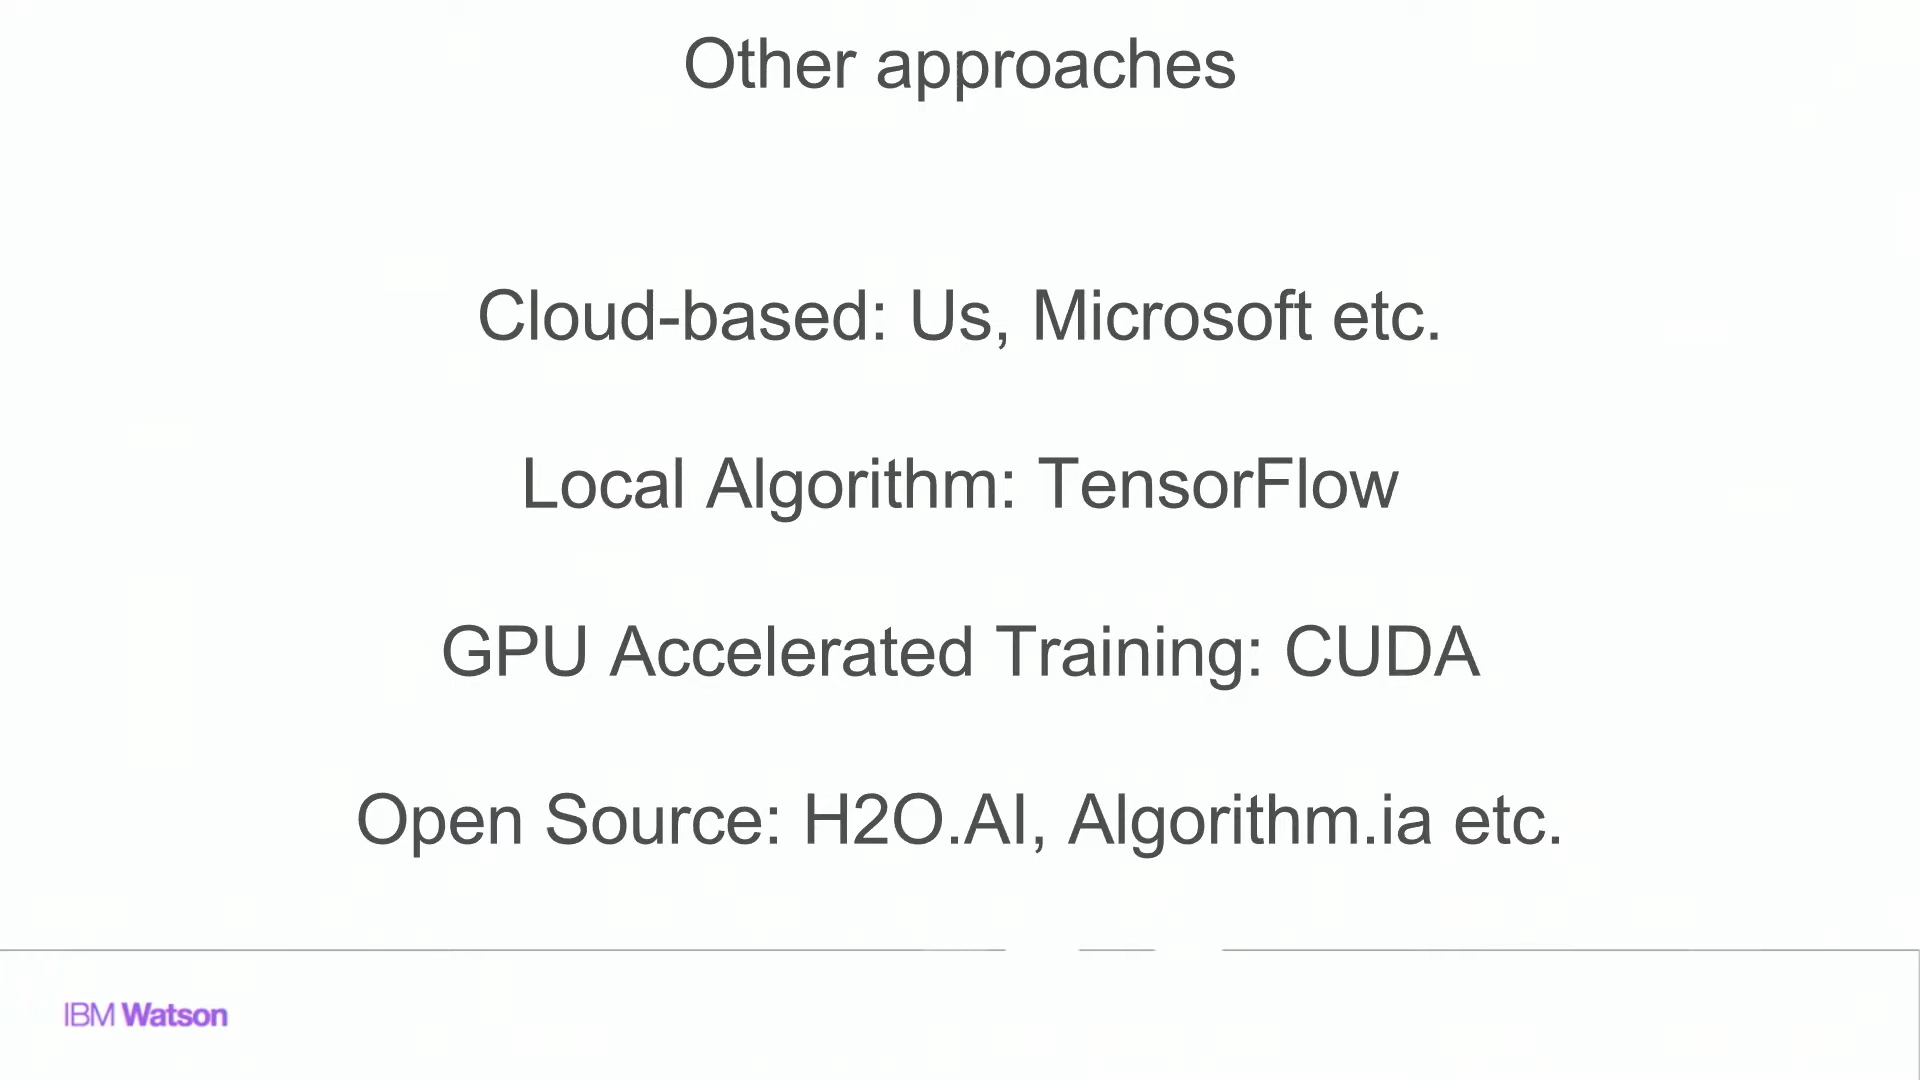 Other approaches
Cloud-based: Us, Microsoft etc.
Local Algorithm: TensorFlow
GPU Accelerated Training: CUDA
Open Source: H2O.AI, Algorithm.ia etc.
IBM Watson